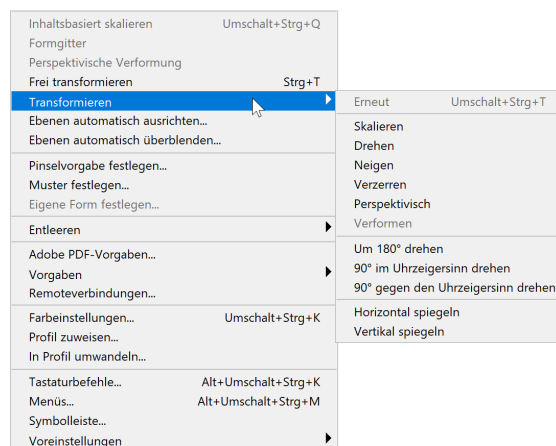 Inhaltsbasiert skalieren Umschalt+Strg+Q
Formgitter
Perspektivische Verformung
Frei transformieren Strg+T
Transformieren
Ebenen automatisch ausrichten...
Ebenen automatisch überblenden...
Pinselvorgabe festlegen...
Muster festlegen...
Eigene Form festlegen...
Entleeren
Adobe PDF-Vorgaben...
Vorgaben
Remoteverbindungen...
Farbeinstellungen... Umschalt+Strg+K
Profil zuweisen...
In Profil umwandeln...
Tastaturbefehle... Alt+Umschalt+Strg+K
Menüs... Alt+Umschalt+Strg+M
Symbolleiste...
Voreinstellungen
Erneut Umschalt+Strg+T
Skalieren
Drehen
Neigen
Verzerren
Perspektivisch
Verformen
Um 180° drehen
90° im Uhrzeigersinn drehen
90° gegen den Uhrzeigersinn drehen
Horizontal spiegeln
Vertikal spiegeln